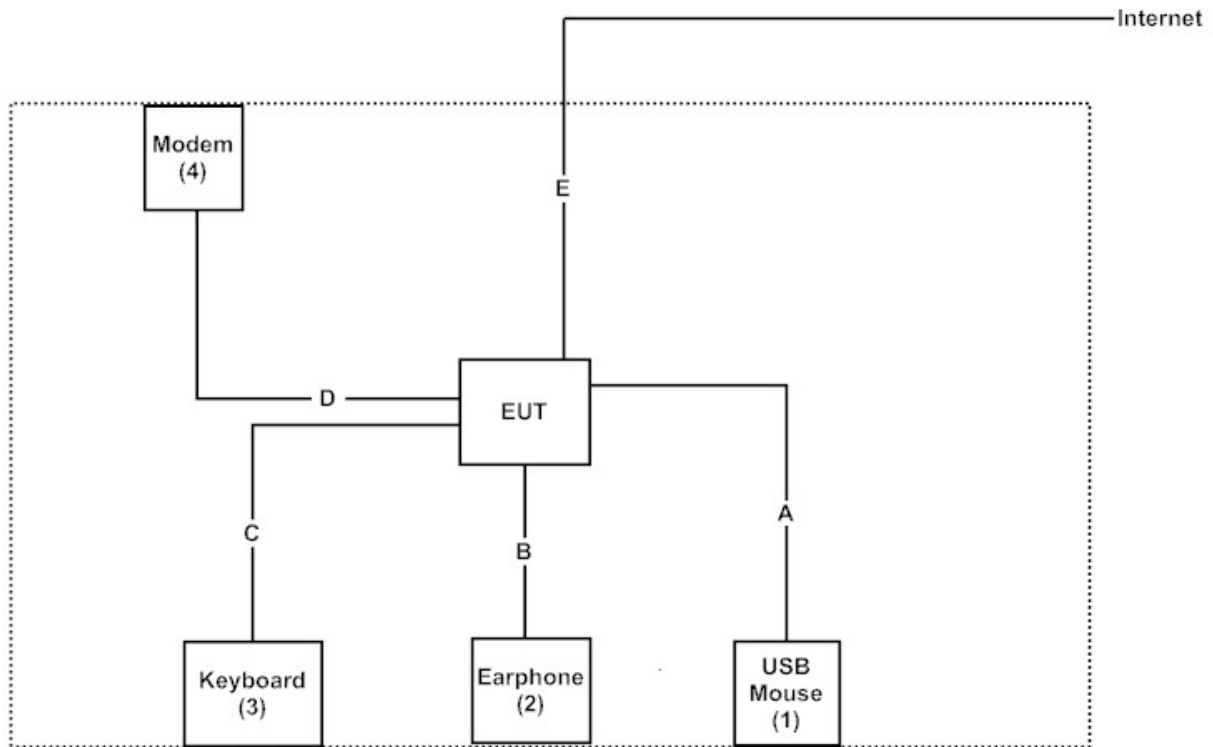 Internet
Modem
(4)
E
D
EUT
C
B
A
Keyboard
(3)
Earphone
(2)
USB
Mouse
(1)